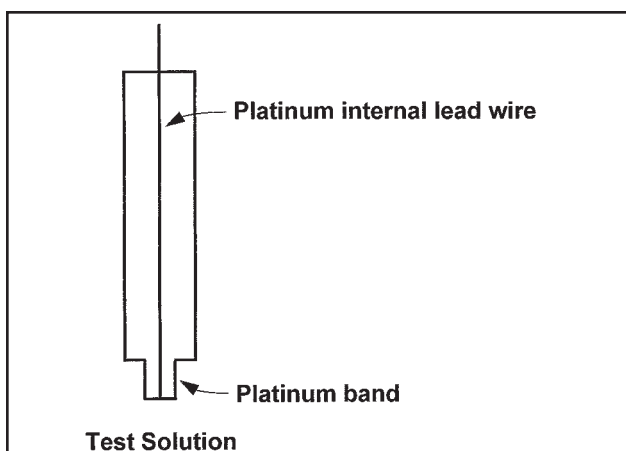 Platinum internal lead wire
Platinum band
Test Solution